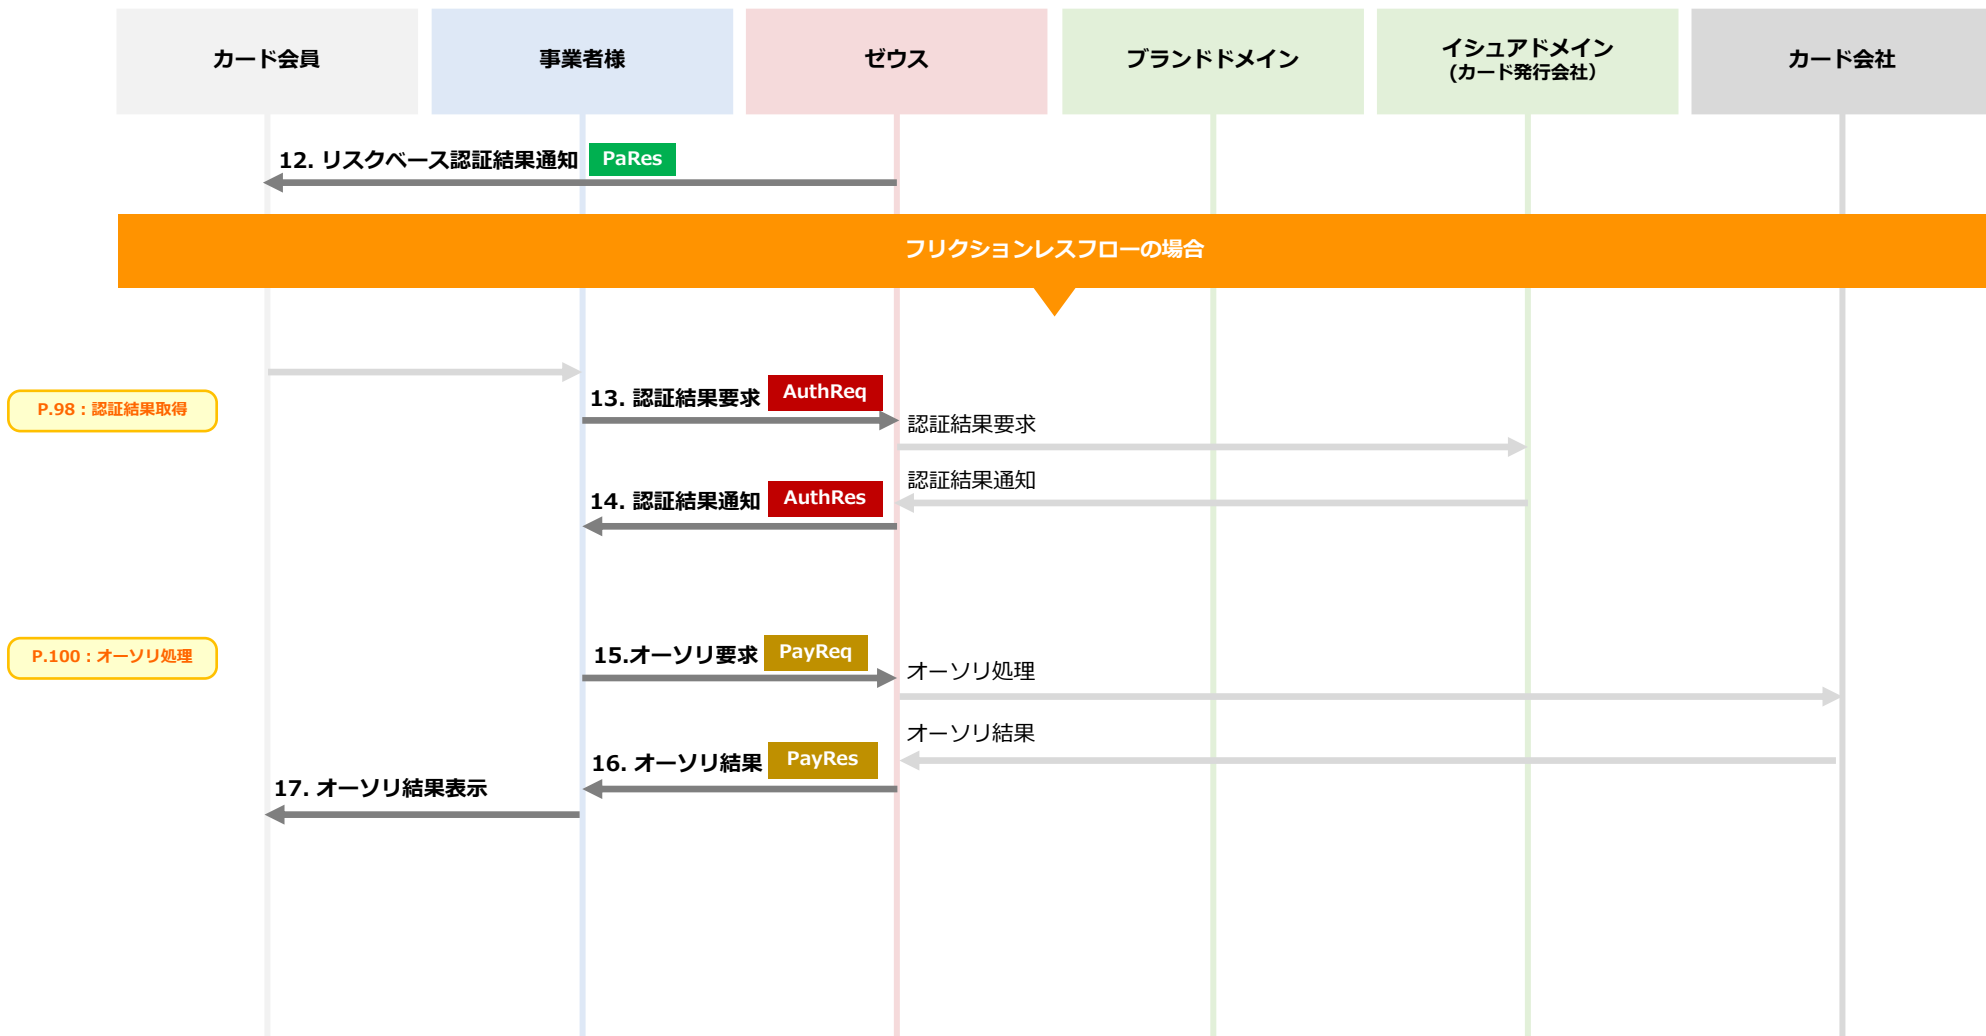 カード会員
事業者様
ゼウス
ブランドドメイン
イシュアドメイン
(カード発行会社）
カード会社
12. リスクベース認証結果通知
PaRes
フリクションレスフローの場合
P.98：認証結果取得
13. 認証結果要求
AuthReq
認証結果要求
認証結果通知
14. 認証結果通知
AuthRes
P.100：オーソリ処理
15.オーソリ要求
PayReq
オーソリ処理
オーソリ結果
16. オーソリ結果
PayRes
17. オーソリ結果表示